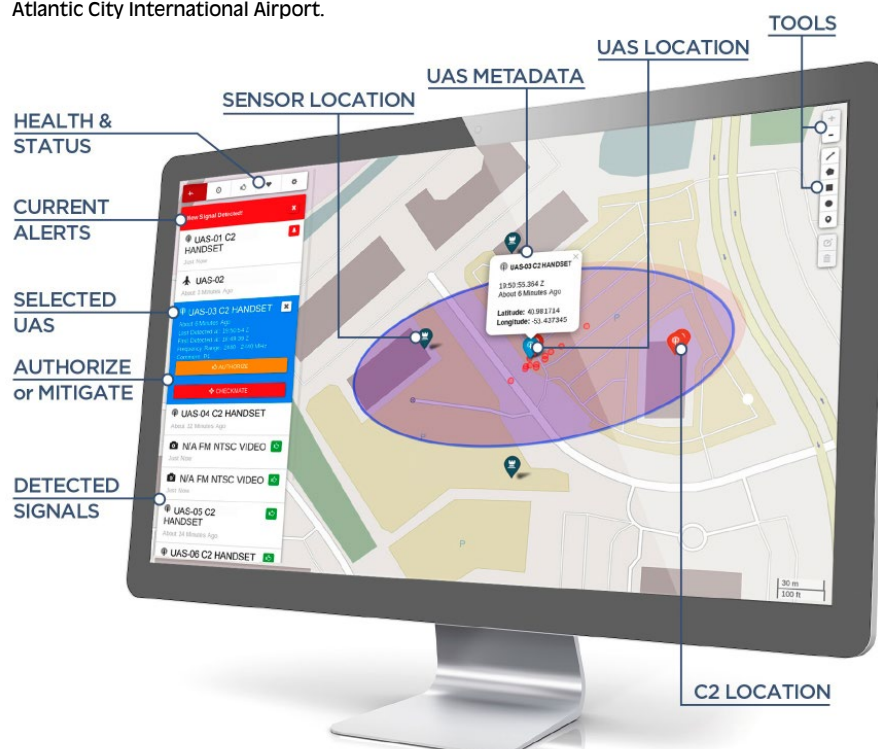 Atlantic City International Airport.
TOOLS
UAS LOCATION
UAS METADATA
SENSOR LOCATION
HEALTH &
STATUS
CURRENT
ALERTS
SELECTED
UAS
AUTHORIZE
or MITIGATE
DETECTED
SIGNALS
C2 LOCATION
New Signal Detected!
UAS-01 C2
HANDSET
Just Now
UAS-02
About 3 Minutes Ago
UAS-03 C2 HANDSET
About 6 Minutes Ago
AUTHORIZE
CHECKMATE
UAS-04 C2 HANDSET
About 22 Minutes Ago
N/A FM NTSC VIDEO
Just Now
N/A FM NTSC VIDEO
Just Now
UAS-05 C2
HANDSET
About 24 Minutes Ago
UAS-06 C2 HANDSET
UAS-03 C2 HANDSET
19:50:55.364 Z
About 6 Minutes Ago
Latitude: 40.981714
Longitude: -53.437345
P
P
P
30 m
100 ft